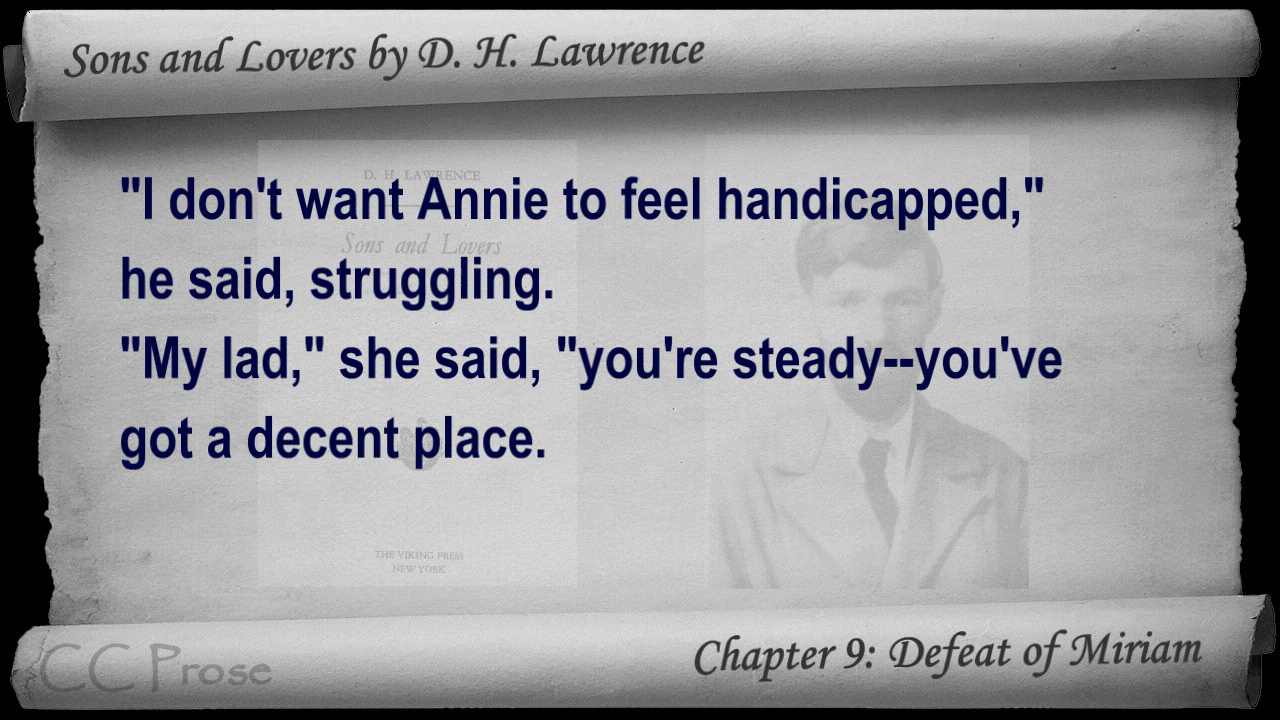 Sons and Lovers by D. H. Lawrence
D. H. LAWRENCE
Sons and Lovers
"I don't want Annie to feel handicapped,"
he said, struggling.
"My lad," she said, "you're steady--you've
got a decent place.
THE VIKING PRESS
NEW YORK
CC Prose
Chapter 9: Defeat of Miriam